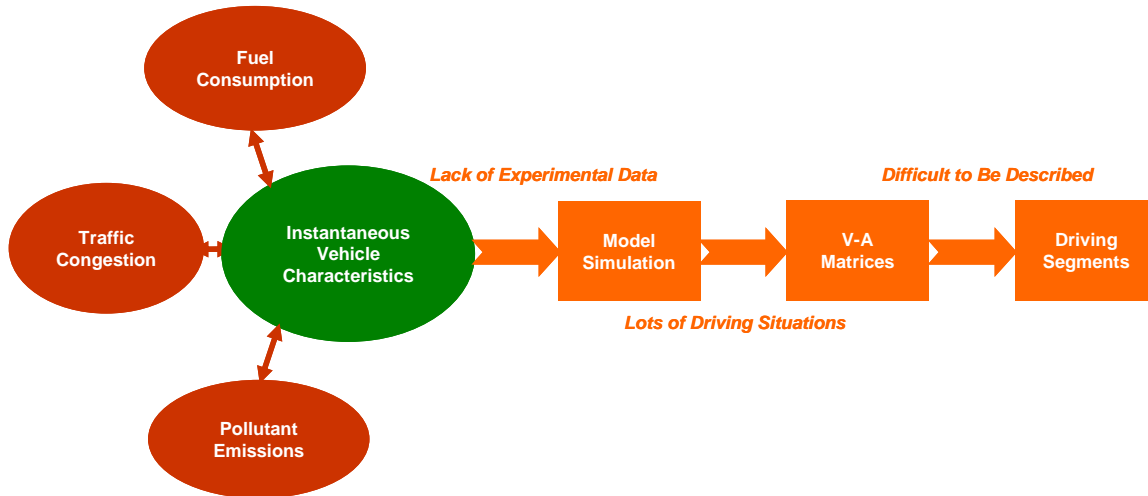 Fuel
Consumption
Lack of Experimental Data
Difficult to Be Described
Traffic
Congestion
Instantaneous
Vehicle
Characteristics
Model
Simulation
V-A
Matrices
Driving
Segments
Lots of Driving Situations
Pollutant
Emissions